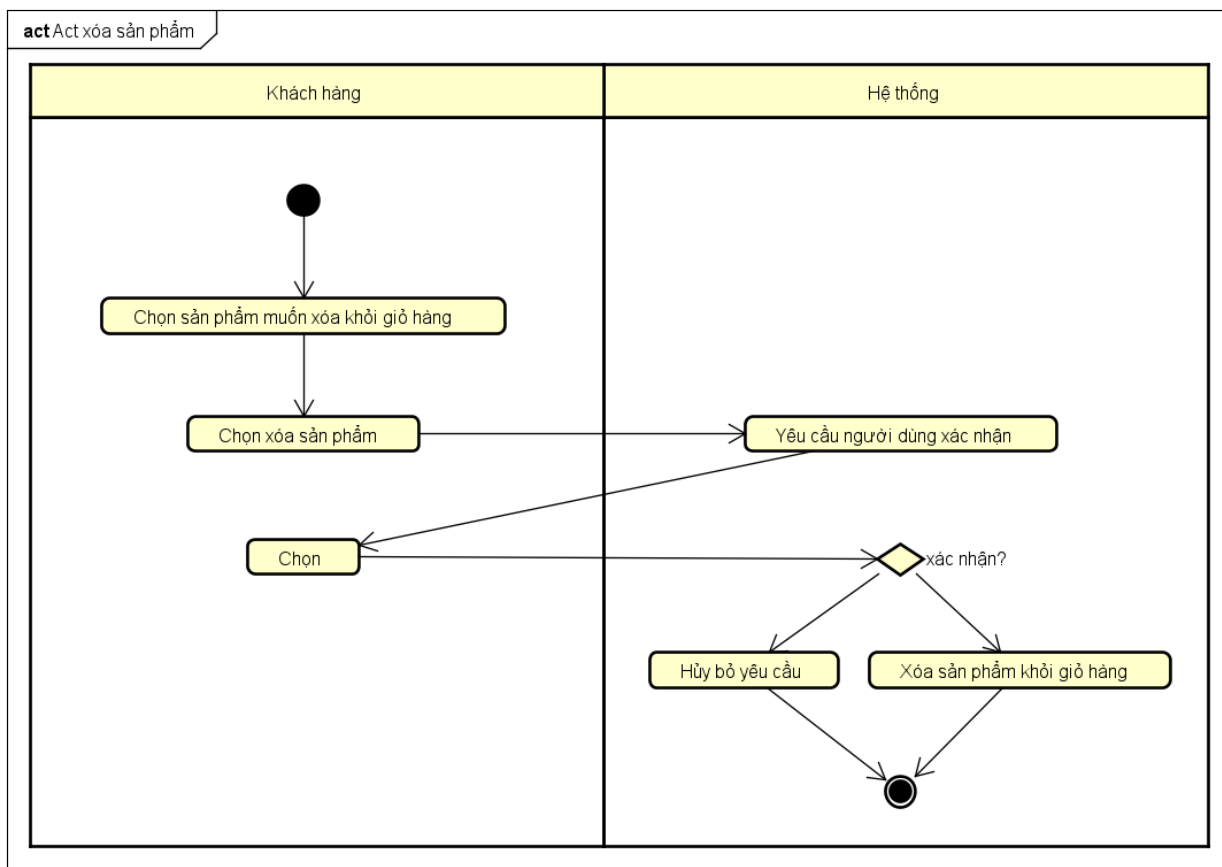 act Act xóa sản phẩm
Khách hàng
Hệ thống
Chọn sản phẩm muốn xóa khỏi giỏ hàng
Chọn xóa sản phẩm
Yêu cầu người dùng xác nhận
Chọn
xác nhận?
Hủy bỏ yêu cầu
Xóa sản phẩm khỏi giỏ hàng